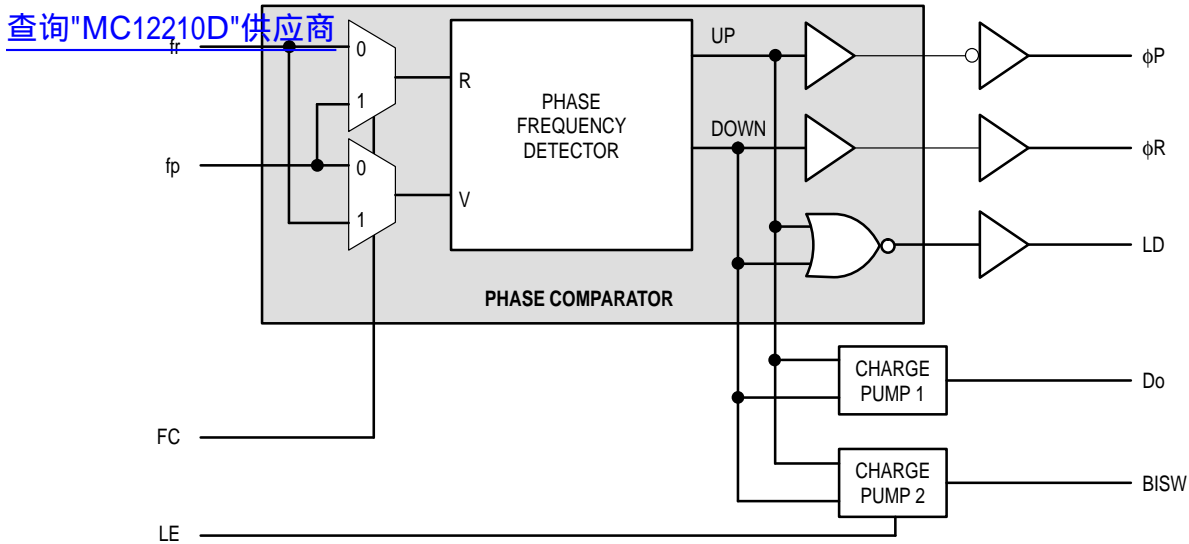 查询"MC12210D"供应商
fr
0
1
R
UP
ϕP
PHASE
FREQUENCY
DETECTOR
DOWN
ϕR
fp
0
1
V
LD
PHASE COMPARATOR
CHARGE
PUMP 1
Do
FC
CHARGE
PUMP 2
BISW
LE